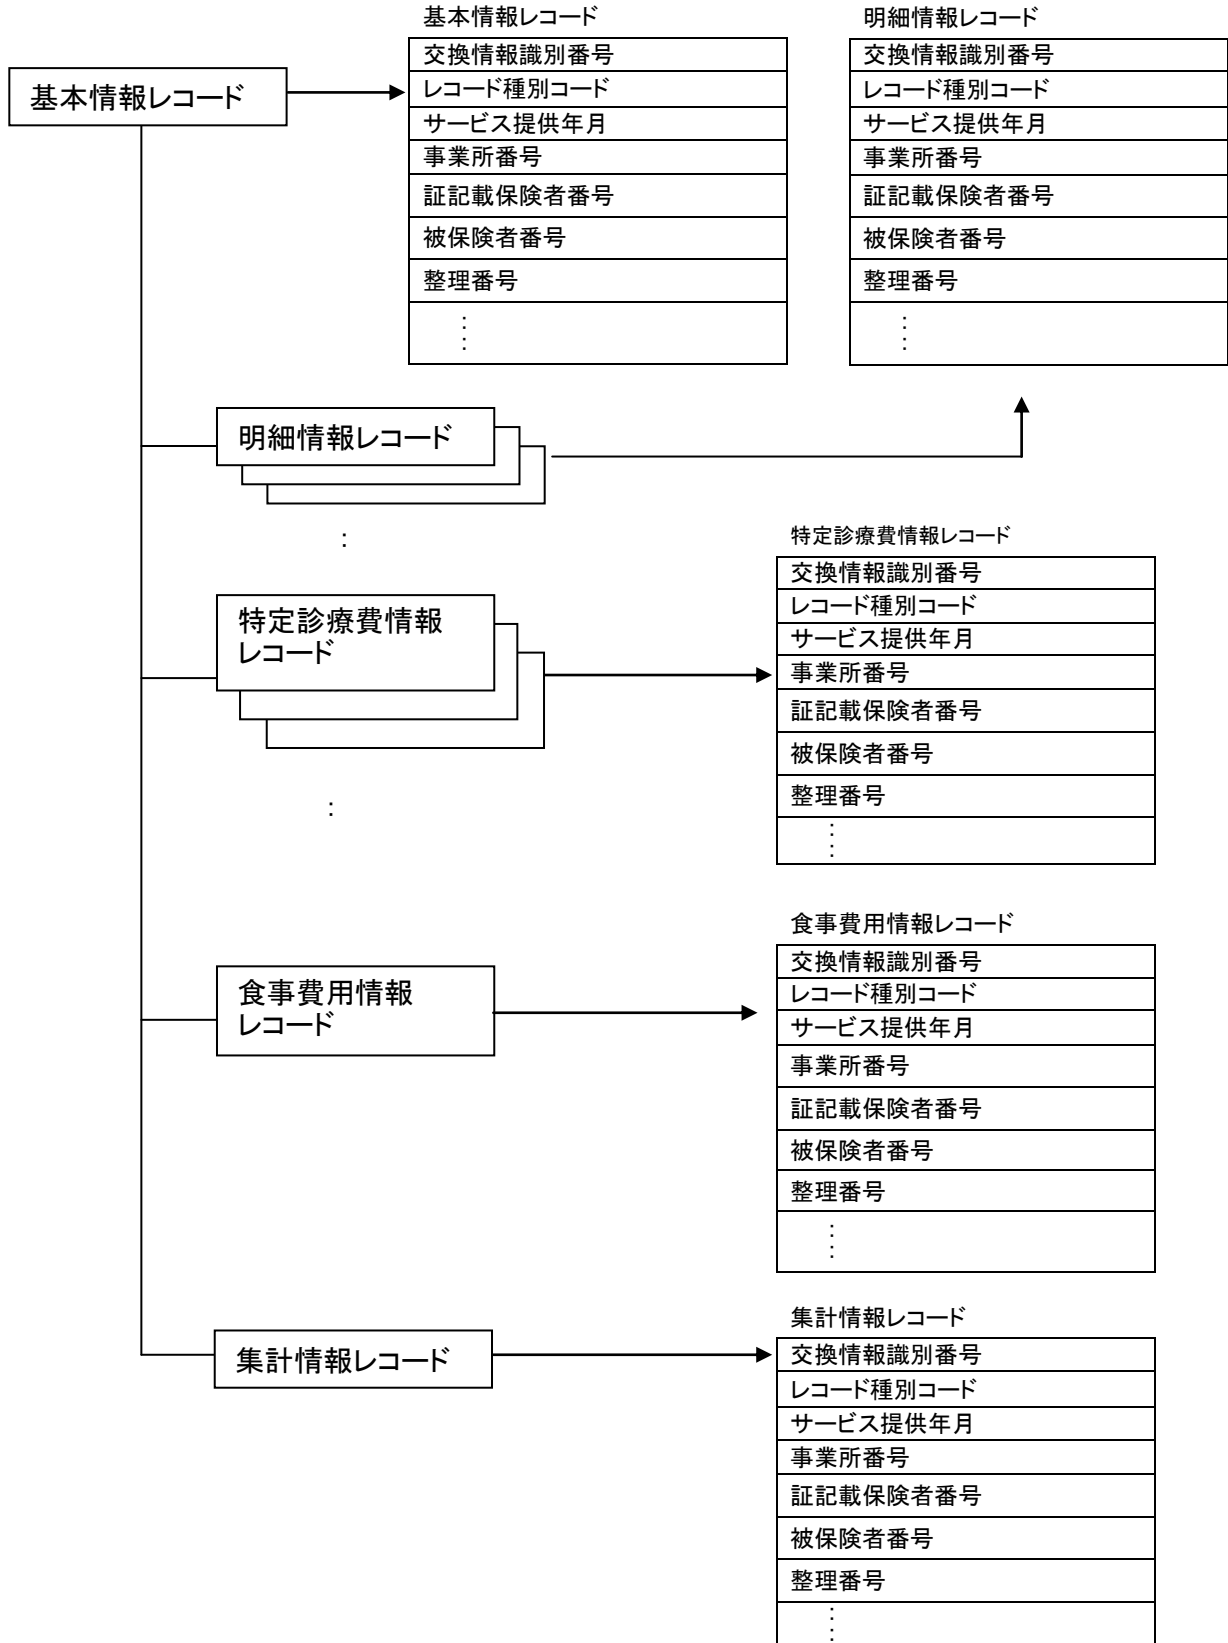 基本情報レコード
基本情報レコード
交換情報識別番号
レコード種別コード
サービス提供年月
事業所番号
証記載保険者番号
被保険者番号
整理番号
：
：
明細情報レコード
交換情報識別番号
レコード種別コード
サービス提供年月
事業所番号
証記載保険者番号
被保険者番号
整理番号
：
：
明細情報レコード
：
特定診療費情報
レコード
：
特定診療費情報レコード
交換情報識別番号
レコード種別コード
サービス提供年月
事業所番号
証記載保険者番号
被保険者番号
整理番号
：
：
食事費用情報
レコード
食事費用情報レコード
交換情報識別番号
レコード種別コード
サービス提供年月
事業所番号
証記載保険者番号
被保険者番号
整理番号
：
：
集計情報レコード
集計情報レコード
交換情報識別番号
レコード種別コード
サービス提供年月
事業所番号
証記載保険者番号
被保険者番号
整理番号
：
：